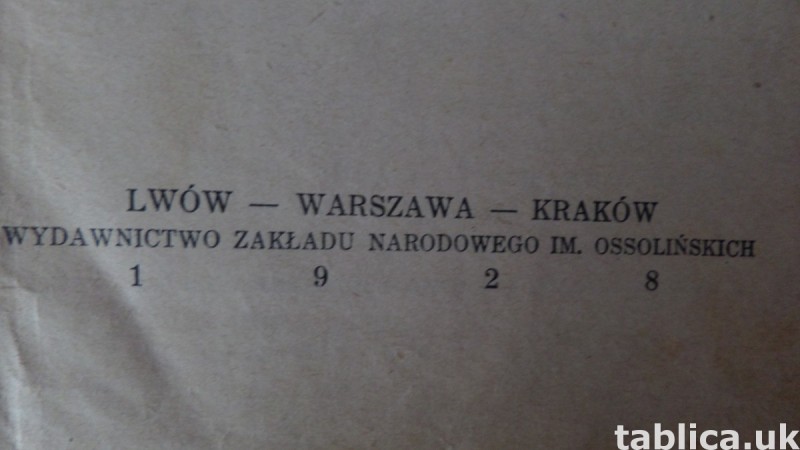 LWÓW — WARSZAWA — KRAKÓW
WYDAWNICTWO ZAKŁADU NARODOWEGO IM. OSSOLIŃSKICH
1 9 2 8
tablica.uk